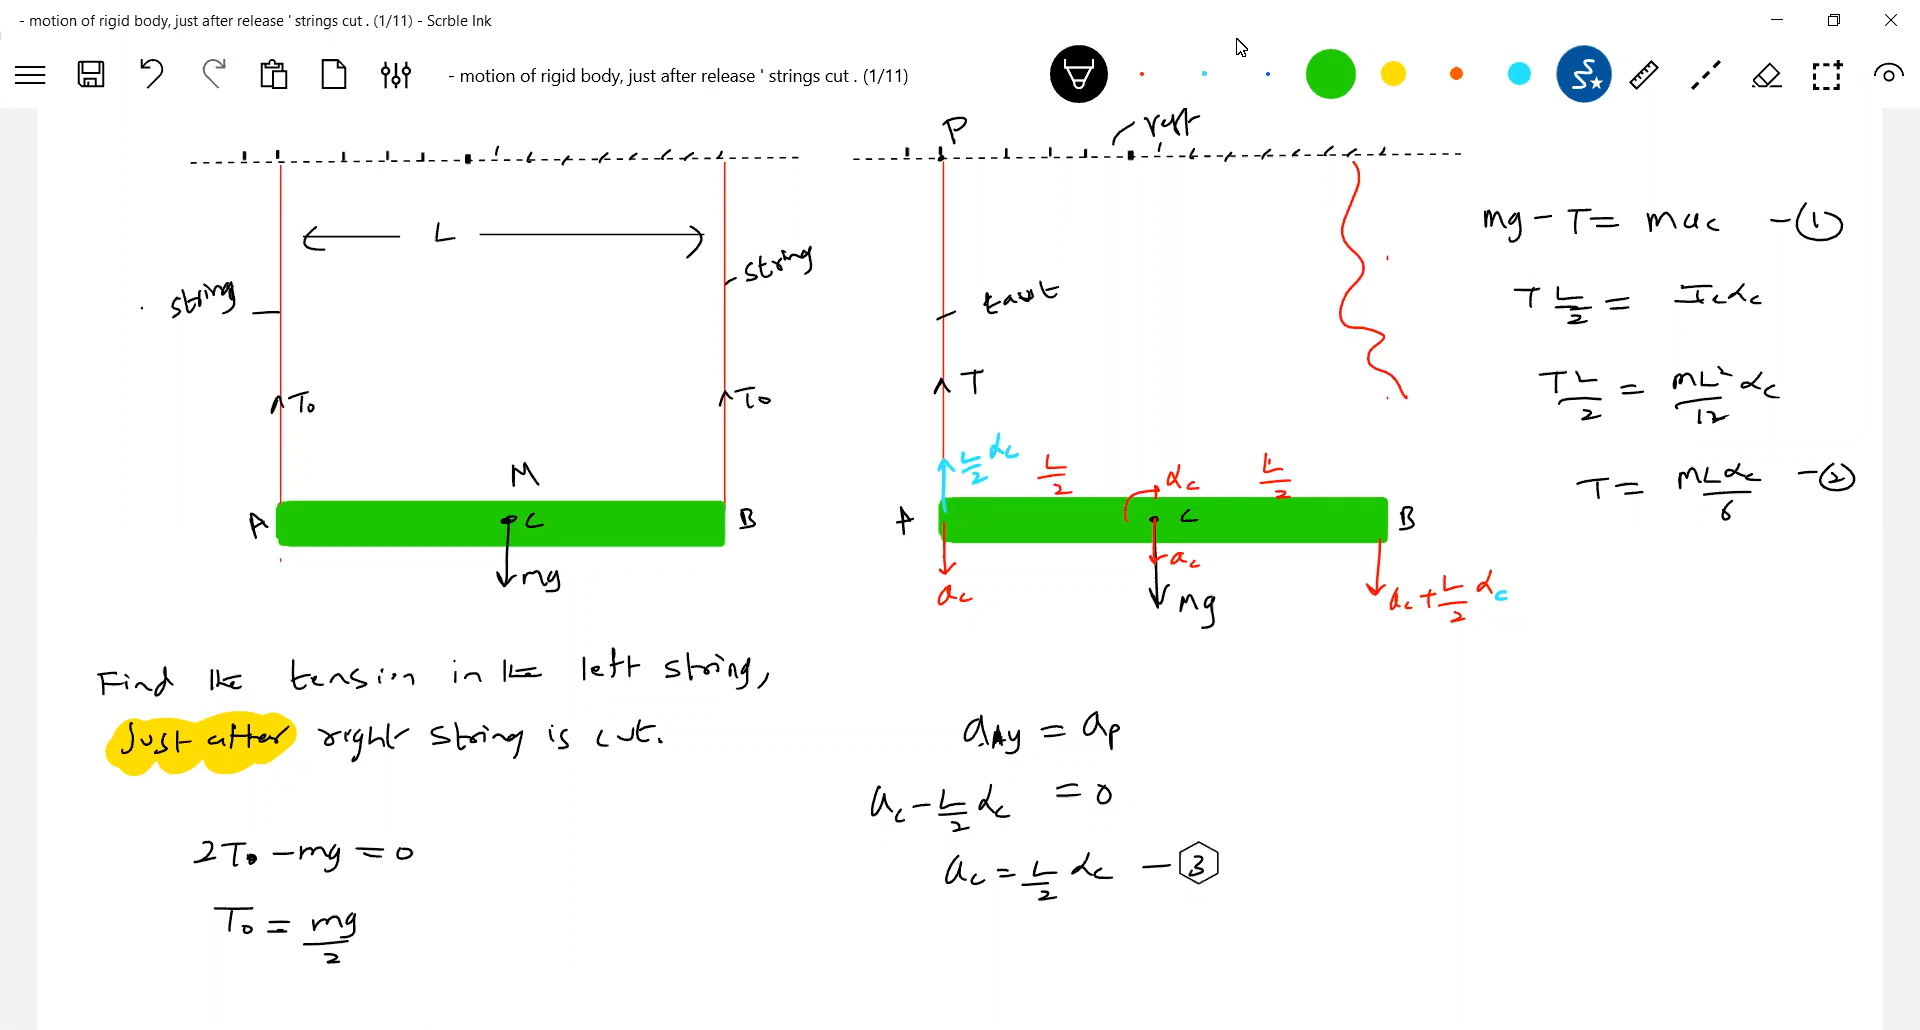 - motion of rigid body, just after release ' strings cut . (1/11) - Scrble Ink
- motion of rigid body, just after release ' strings cut . (1/11)
L
string
string
T₀
T₀
M
A
C
B
mg
P
rest
taut
T
L/2 αc
L/2
αc
L/2
A
C
B
ac
ac
mg
ac + L/2 αc
mg - T = mac - ①
T L/2 = Icαc
TL/2 = mL²/12 αc
T = mLαc/6 - ②
Find the tension in the left string,
Just after right string is cut.
2T₀ - mg = 0
T₀ = mg/2
aAy = aP
ac - L/2 αc = 0
ac = L/2 αc - 3